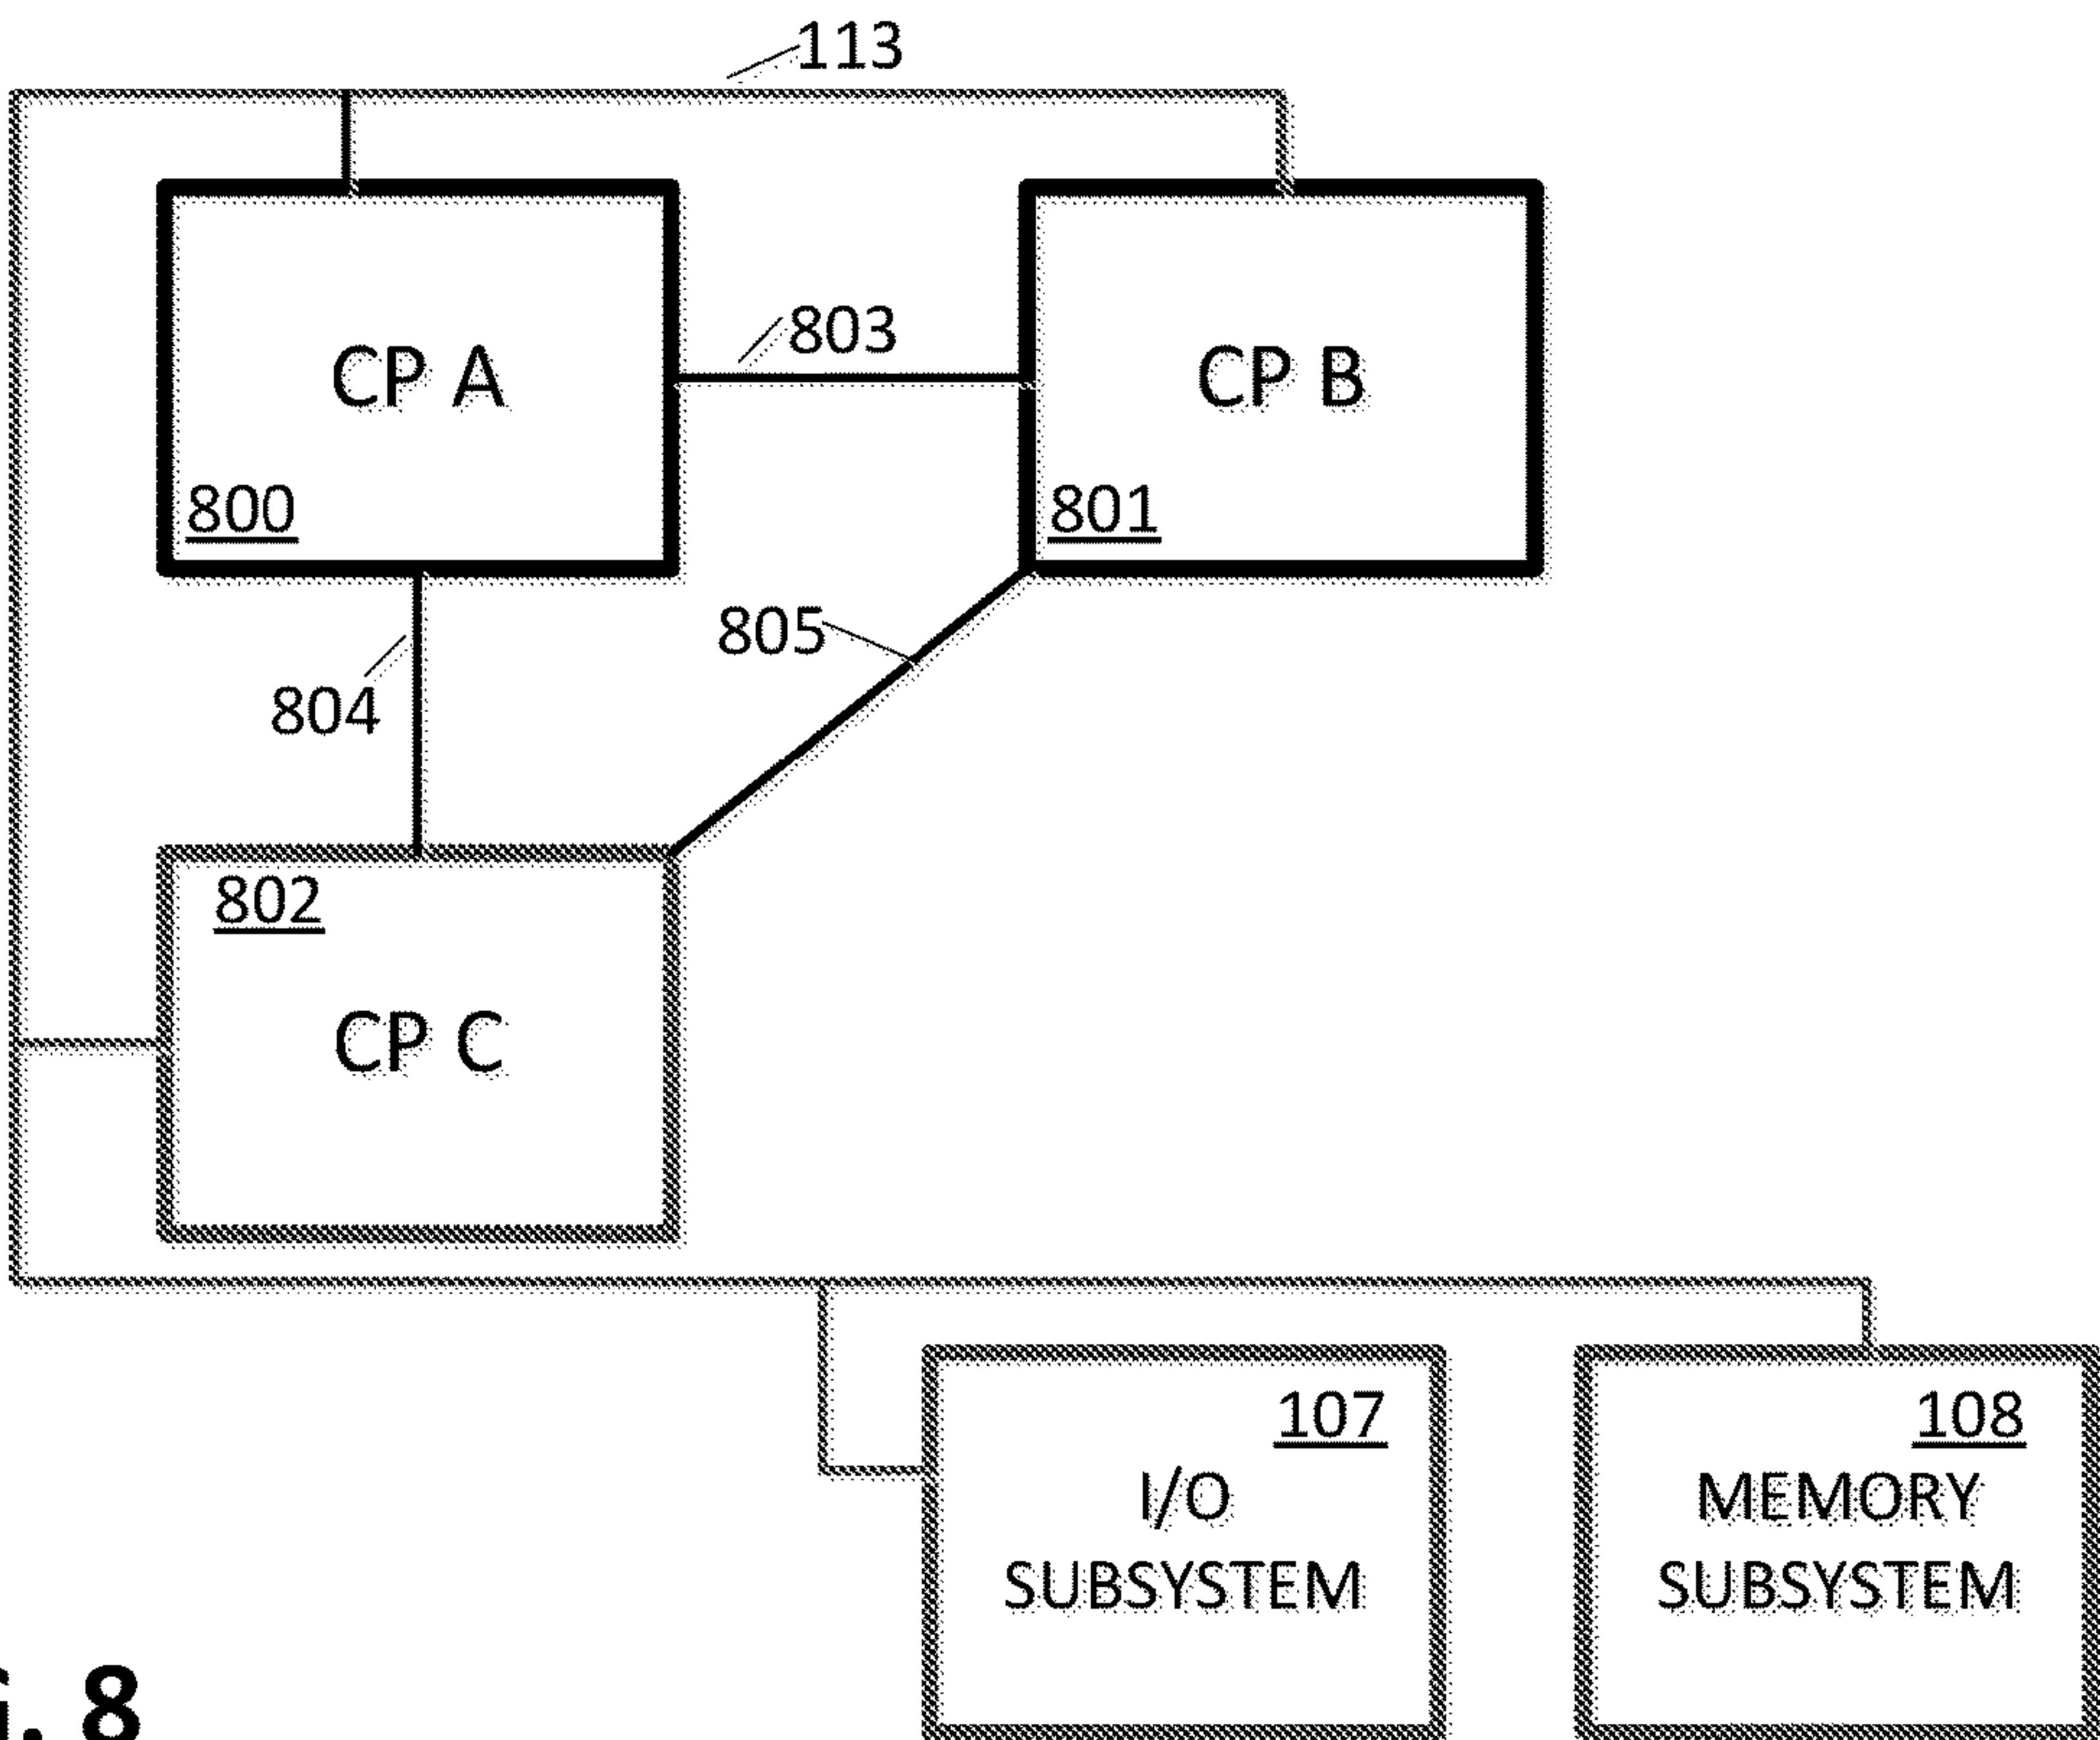 113
803
CP A
CP B
800
801
805
804
802
CP C
107
108
I/O
SUBSYSTEM
MEMORY
SUBSYSTEM
. 8